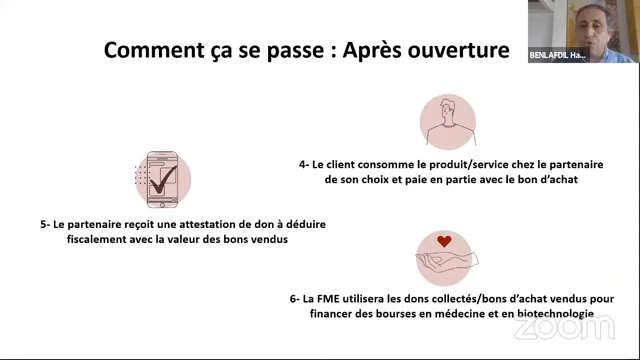 Comment ça se passe : Après ouverture
BENLAFDIL Ha...
4- Le client consomme le produit/service chez le partenaire
de son choix et paie en partie avec le bon d'achat
5- Le partenaire reçoit une attestation de don à déduire
fiscalement avec la valeur des bons vendus
6- La FME utilisera les dons collectés/bons d'achat vendus pour
financer des bourses en médecine et en biotechnologie
zoom